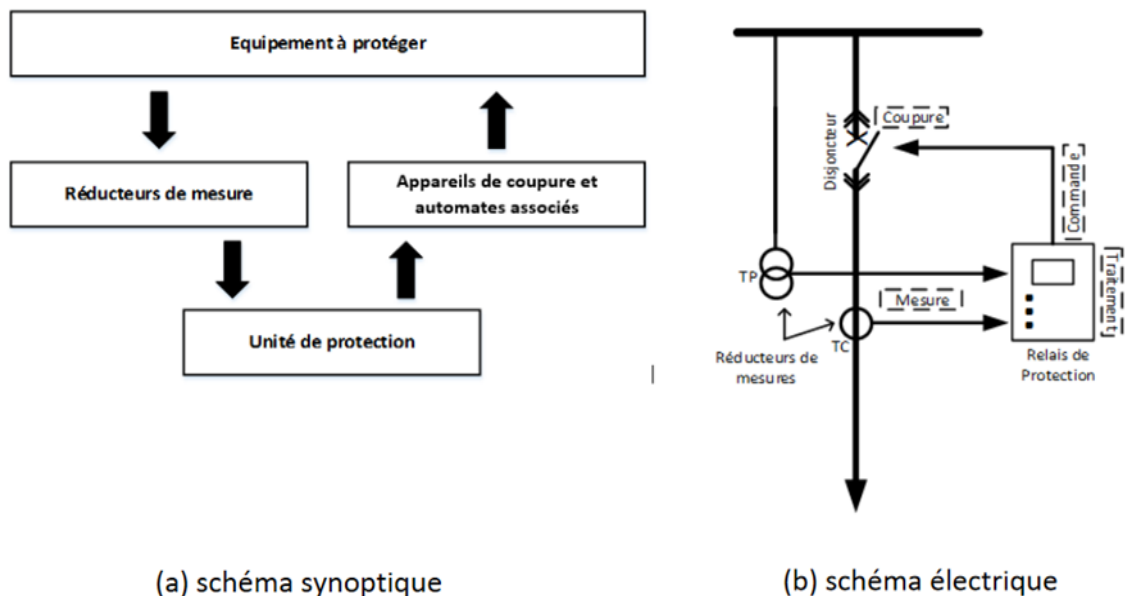 Equipement à protéger
Réducteurs de mesure
Appareils de coupure et
automates associés
Unité de protection
(a) schéma synoptique
Disjoncteur
Coupure
Commande
TP
Mesure
TC
Traitement
Réducteurs de
mesures
Relais de
Protection
(b) schéma électrique